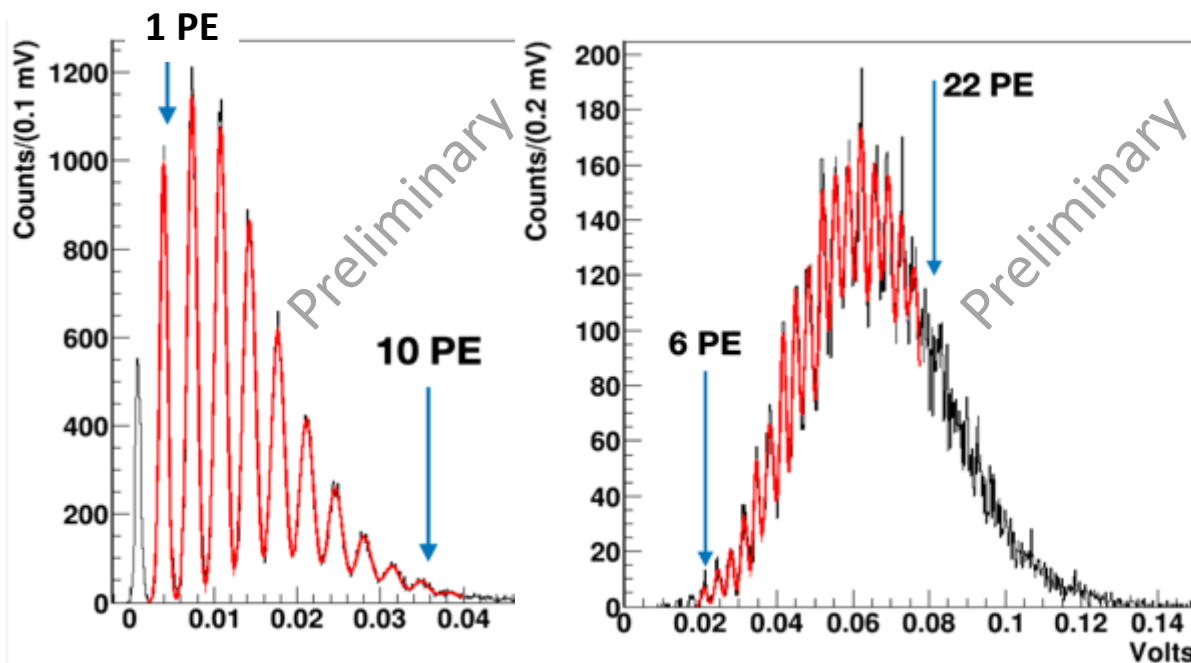 1 PE
Counts/(0.1 mV)
1200
1000
800
600
400
200
0
0 0.01 0.02 0.03 0.04
10 PE
Preliminary
Counts/(0.2 mV)
200
180
160
140
120
100
80
60
40
20
0
0 0.02 0.04 0.06 0.08 0.1 0.12 0.14
Volts
6 PE
22 PE
Preliminary